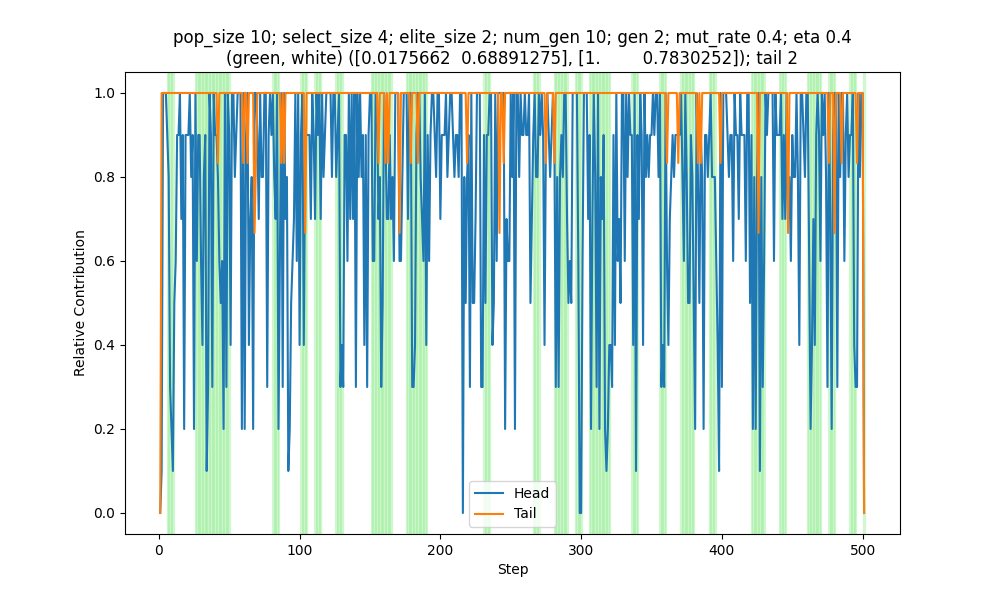 pop_size 10; select_size 4; elite_size 2; num_gen 10; gen 2; mut_rate 0.4; eta 0.4
(green, white) ([0.0175662  0.68891275], [1.         0.7830252]); tail 2
1.0
0.8
0.6
0.4
0.2
0.0
Relative Contribution
Head
Tail
0
100
200
300
400
500
Step